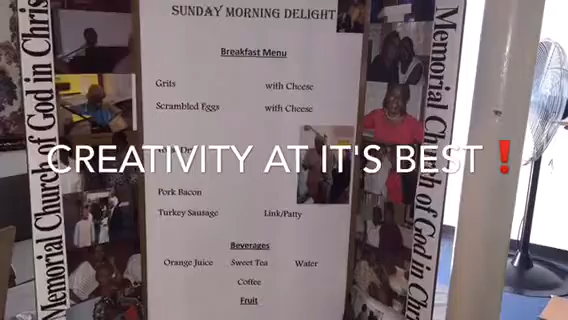 SUNDAY MORNING DELIGHT
Breakfast Menu
Grits with Cheese
Scrambled Eggs with Cheese
CREATIVITY AT IT'S BEST❗
Pork Bacon
Turkey Sausage Link/Patty
Beverages
Orange Juice Sweet Tea Water
Coffee
Fruit
Memorial Church of God in Chris
Memorial Church of God in Chri